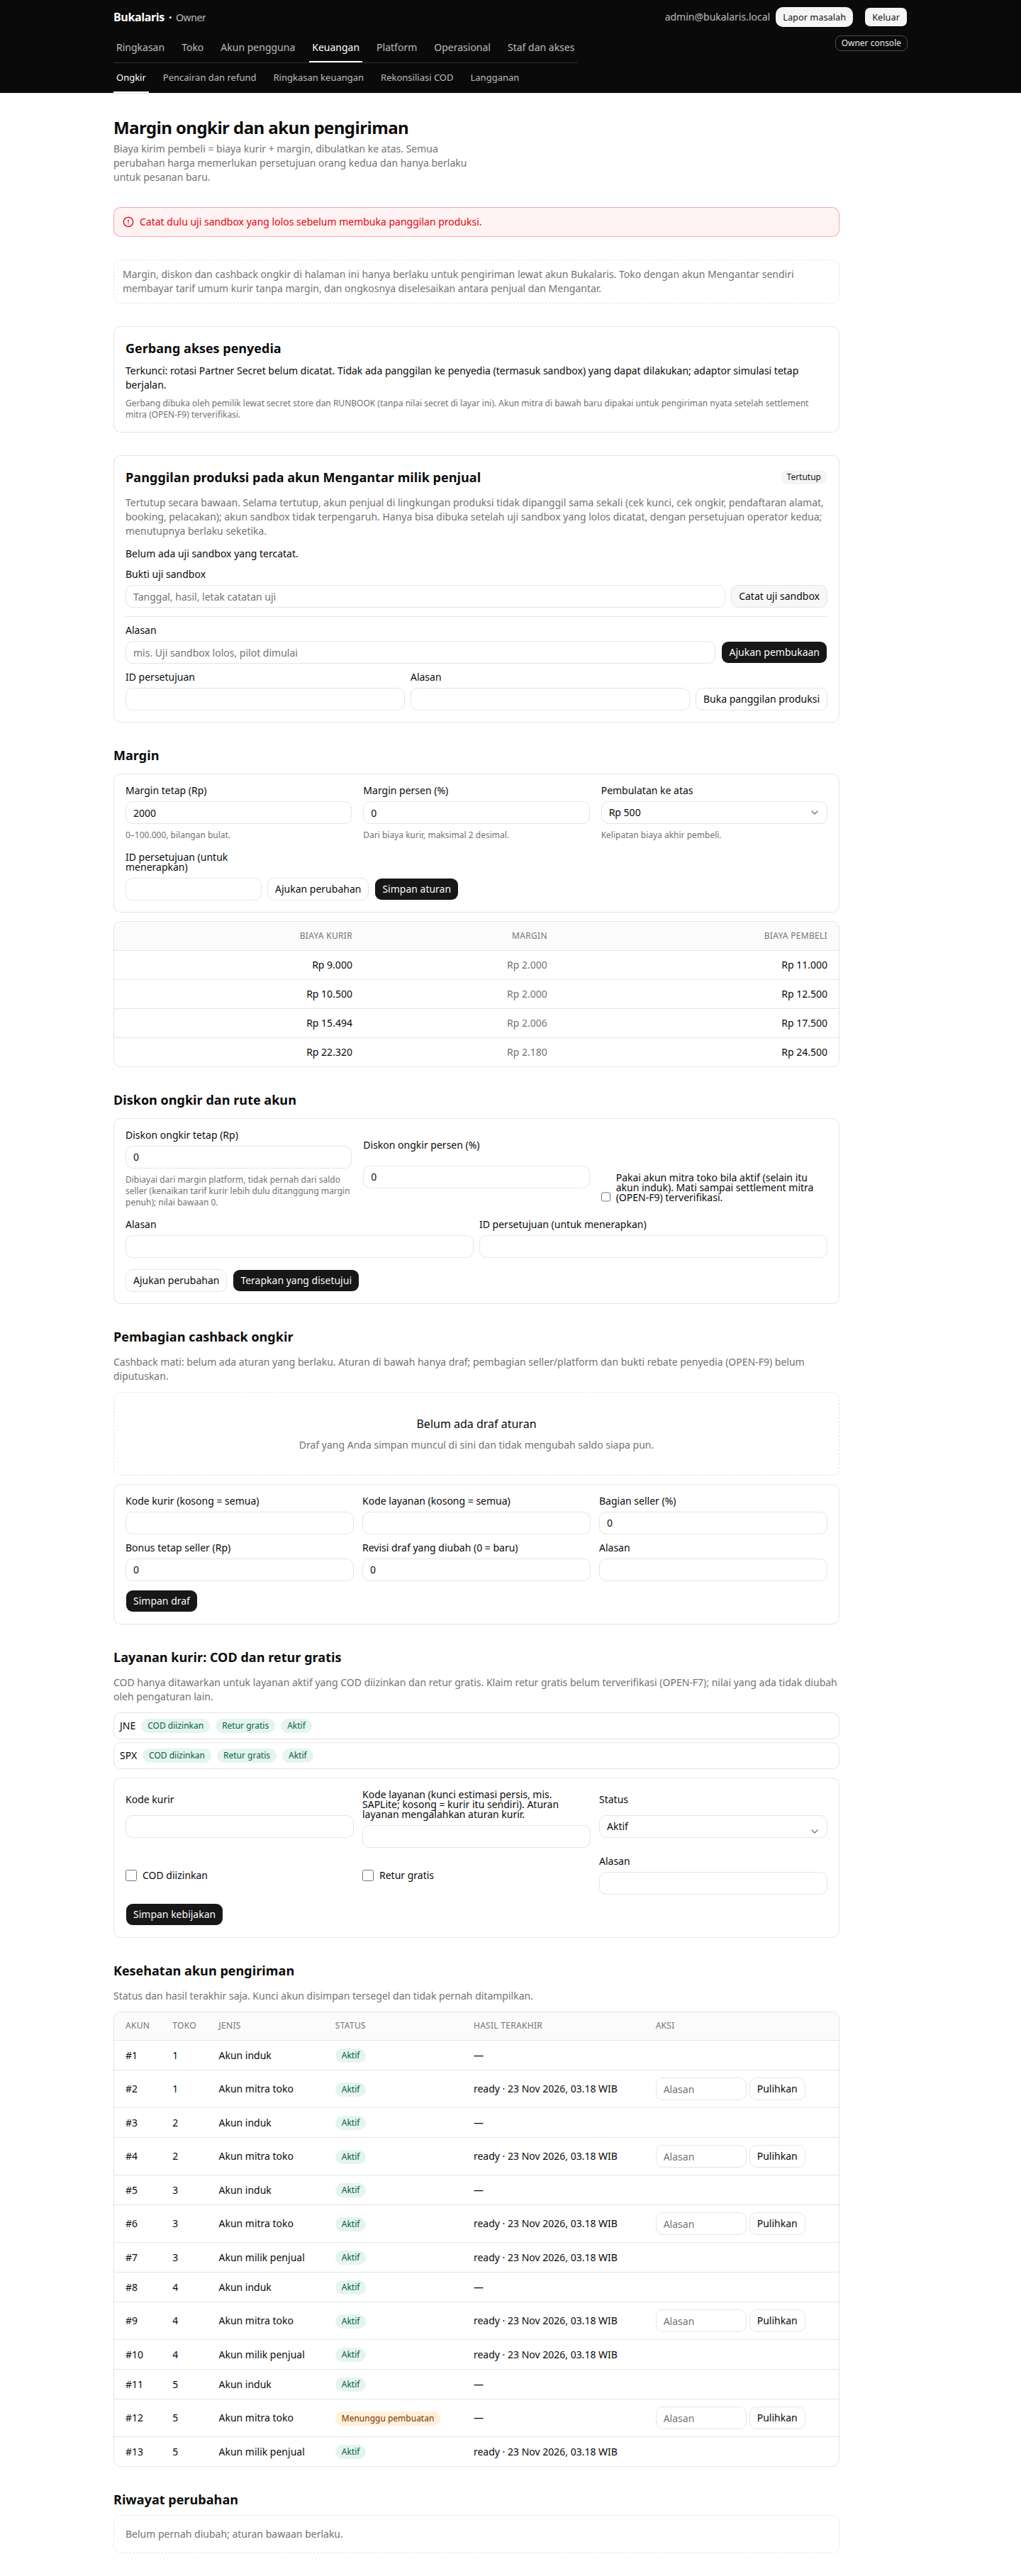 Bukalaris · Owner
admin@bukalaris.local
Lapor masalah
Keluar
Ringkasan Toko Akun pengguna Keuangan Platform Operasional Staf dan akses
Owner console
Ongkir Pencairan dan refund Ringkasan keuangan Rekonsiliasi COD Langganan
Margin ongkir dan akun pengiriman
Biaya kirim pembeli = biaya kurir + margin, dibulatkan ke atas. Semua
perubahan harga memerlukan persetujuan orang kedua dan hanya berlaku
untuk pesanan baru.
Catat dulu uji sandbox yang lolos sebelum membuka panggilan produksi.
Margin, diskon dan cashback ongkir di halaman ini hanya berlaku untuk pengiriman lewat akun Bukalaris. Toko dengan akun Mengantar sendiri
membayar tarif umum kurir tanpa margin, dan ongkosnya diselesaikan antara penjual dan Mengantar.
Gerbang akses penyedia
Terkunci: rotasi Partner Secret belum dicatat. Tidak ada panggilan ke penyedia (termasuk sandbox) yang dapat dilakukan; adaptor simulasi tetap
berjalan.
Gerbang dibuka oleh pemilik lewat secret store dan RUNBOOK (tanpa nilai secret di layar ini). Akun mitra di bawah baru dipakai untuk pengiriman nyata setelah settlement
mitra (OPEN-F9) terverifikasi.
Panggilan produksi pada akun Mengantar milik penjual
Tertutup
Tertutup secara bawaan. Selama tertutup, akun penjual di lingkungan produksi tidak dipanggil sama sekali (cek kunci, cek ongkir, pendaftaran alamat,
booking, pelacakan); akun sandbox tidak terpengaruh. Hanya bisa dibuka setelah uji sandbox yang lolos dicatat, dengan persetujuan operator kedua;
menutupnya berlaku seketika.
Belum ada uji sandbox yang tercatat.
Bukti uji sandbox
Tanggal, hasil, letak catatan uji
Catat uji sandbox
Alasan
mis. Uji sandbox lolos, pilot dimulai
Ajukan pembukaan
ID persetujuan
Alasan
Buka panggilan produksi
Margin
Margin tetap (Rp)
Margin persen (%)
Pembulatan ke atas
2000
0
Rp 500
0–100.000, bilangan bulat.
Dari biaya kurir, maksimal 2 desimal.
Kelipatan biaya akhir pembeli.
ID persetujuan (untuk
menerapkan)
Ajukan perubahan
Simpan aturan
BIAYA KURIR MARGIN BIAYA PEMBELI
Rp 9.000 Rp 2.000 Rp 11.000
Rp 10.500 Rp 2.000 Rp 12.500
Rp 15.494 Rp 2.006 Rp 17.500
Rp 22.320 Rp 2.180 Rp 24.500
Diskon ongkir dan rute akun
Diskon ongkir tetap (Rp)
0
Dibiayai dari margin platform, tidak pernah dari saldo
seller (kenaikan tarif kurir lebih dulu ditanggung margin
penuh); nilai bawaan 0.
Diskon ongkir persen (%)
0
Pakai akun mitra toko bila aktif (selain itu
akun induk). Mati sampai settlement mitra
(OPEN-F9) terverifikasi.
Alasan
ID persetujuan (untuk menerapkan)
Ajukan perubahan
Terapkan yang disetujui
Pembagian cashback ongkir
Cashback mati: belum ada aturan yang berlaku. Aturan di bawah hanya draf; pembagian seller/platform dan bukti rebate penyedia (OPEN-F9) belum
diputuskan.
Belum ada draf aturan
Draf yang Anda simpan muncul di sini dan tidak mengubah saldo siapa pun.
Kode kurir (kosong = semua)
Kode layanan (kosong = semua)
Bagian seller (%)
0
Bonus tetap seller (Rp)
Revisi draf yang diubah (0 = baru)
Alasan
0
0
Simpan draf
Layanan kurir: COD dan retur gratis
COD hanya ditawarkan untuk layanan aktif yang COD diizinkan dan retur gratis. Klaim retur gratis belum terverifikasi (OPEN-F7); nilai yang ada tidak diubah
oleh pengaturan lain.
JNE COD diizinkan Retur gratis Aktif
SPX COD diizinkan Retur gratis Aktif
Kode kurir
Kode layanan (kunci estimasi persis, mis.
SAPLite; kosong = kurir itu sendiri). Aturan
layanan mengalahkan aturan kurir.
Status
Aktif
COD diizinkan
Retur gratis
Alasan
Simpan kebijakan
Kesehatan akun pengiriman
Status dan hasil terakhir saja. Kunci akun disimpan tersegel dan tidak pernah ditampilkan.
AKUN TOKO JENIS STATUS HASIL TERAKHIR AKSI
#1 1 Akun induk Aktif —
#2 1 Akun mitra toko Aktif ready · 23 Nov 2026, 03.18 WIB Alasan Pulihkan
#3 2 Akun induk Aktif —
#4 2 Akun mitra toko Aktif ready · 23 Nov 2026, 03.18 WIB Alasan Pulihkan
#5 3 Akun induk Aktif —
#6 3 Akun mitra toko Aktif ready · 23 Nov 2026, 03.18 WIB Alasan Pulihkan
#7 3 Akun milik penjual Aktif ready · 23 Nov 2026, 03.18 WIB
#8 4 Akun induk Aktif —
#9 4 Akun mitra toko Aktif ready · 23 Nov 2026, 03.18 WIB Alasan Pulihkan
#10 4 Akun milik penjual Aktif ready · 23 Nov 2026, 03.18 WIB
#11 5 Akun induk Aktif —
#12 5 Akun mitra toko Menunggu pembuatan — Alasan Pulihkan
#13 5 Akun milik penjual Aktif ready · 23 Nov 2026, 03.18 WIB
Riwayat perubahan
Belum pernah diubah; aturan bawaan berlaku.